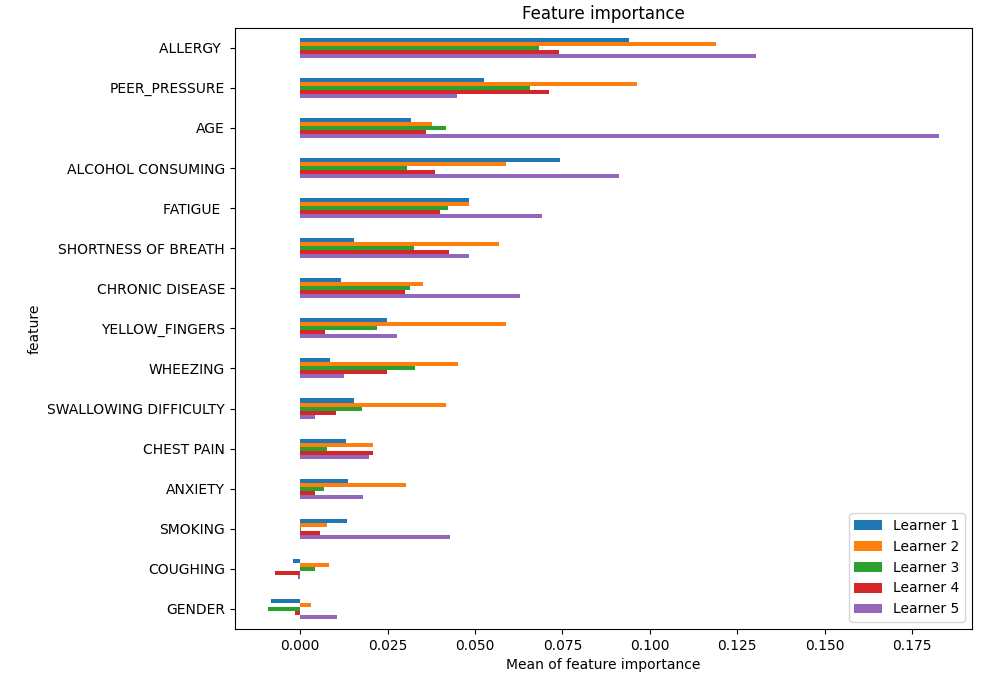 Feature importance
ALLERGY
PEER_PRESSURE
AGE
ALCOHOL CONSUMING
FATIGUE
SHORTNESS OF BREATH
CHRONIC DISEASE
YELLOW_FINGERS
WHEEZING
SWALLOWING DIFFICULTY
CHEST PAIN
ANXIETY
SMOKING
COUGHING
GENDER
feature
Learner 1
Learner 2
Learner 3
Learner 4
Learner 5
0.000 0.025 0.050 0.075 0.100 0.125 0.150 0.175
Mean of feature importance